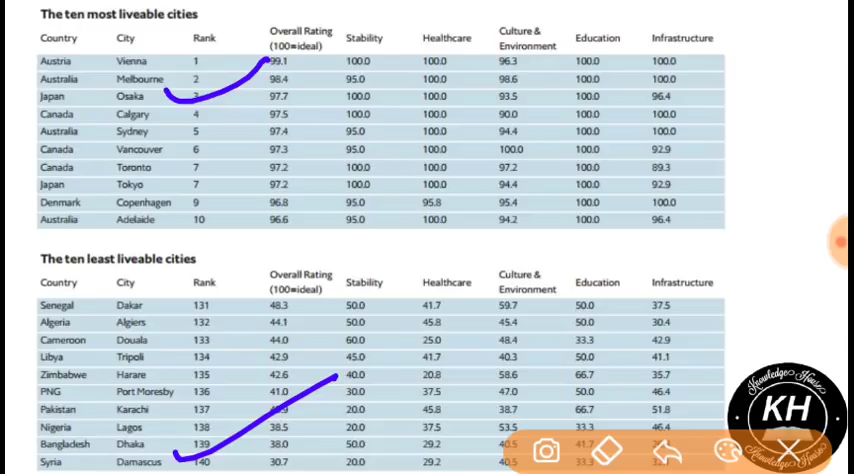 The ten most liveable cities
Country City Rank Overall Rating (100=ideal) Stability Healthcare Culture & Environment Education Infrastructure
Austria Vienna 1 99.1 100.0 100.0 96.3 100.0 100.0
Australia Melbourne 2 98.4 95.0 100.0 98.6 100.0 100.0
Japan Osaka 3 97.7 100.0 100.0 93.5 100.0 96.4
Canada Calgary 4 97.5 100.0 100.0 90.0 100.0 100.0
Australia Sydney 5 97.4 95.0 100.0 94.4 100.0 100.0
Canada Vancouver 6 97.3 95.0 100.0 100.0 100.0 92.9
Canada Toronto 7 97.2 100.0 100.0 97.2 100.0 89.3
Japan Tokyo 7 97.2 100.0 100.0 94.4 100.0 92.9
Denmark Copenhagen 9 96.8 95.0 95.8 95.4 100.0 100.0
Australia Adelaide 10 96.6 95.0 100.0 94.2 100.0 96.4
The ten least liveable cities
Country City Rank Overall Rating (100=ideal) Stability Healthcare Culture & Environment Education Infrastructure
Senegal Dakar 131 48.3 50.0 41.7 59.7 50.0 37.5
Algeria Algiers 132 44.1 50.0 45.8 45.4 50.0 30.4
Cameroon Douala 133 44.0 60.0 25.0 48.4 33.3 42.9
Libya Tripoli 134 42.9 45.0 41.7 40.3 50.0 41.1
Zimbabwe Harare 135 42.6 40.0 20.8 58.6 66.7 35.7
PNG Port Moresby 136 41.0 30.0 37.5 47.0 50.0 46.4
Pakistan Karachi 137 20.0 45.8 38.7 66.7 51.8
Nigeria Lagos 138 38.5 20.0 37.5 53.5 33.3 46.4
Bangladesh Dhaka 139 38.0 50.0 29.2 40.5 41.7
Syria Damascus 140 30.7 20.0 29.2 40.5 33.3
Knowledge House
KH